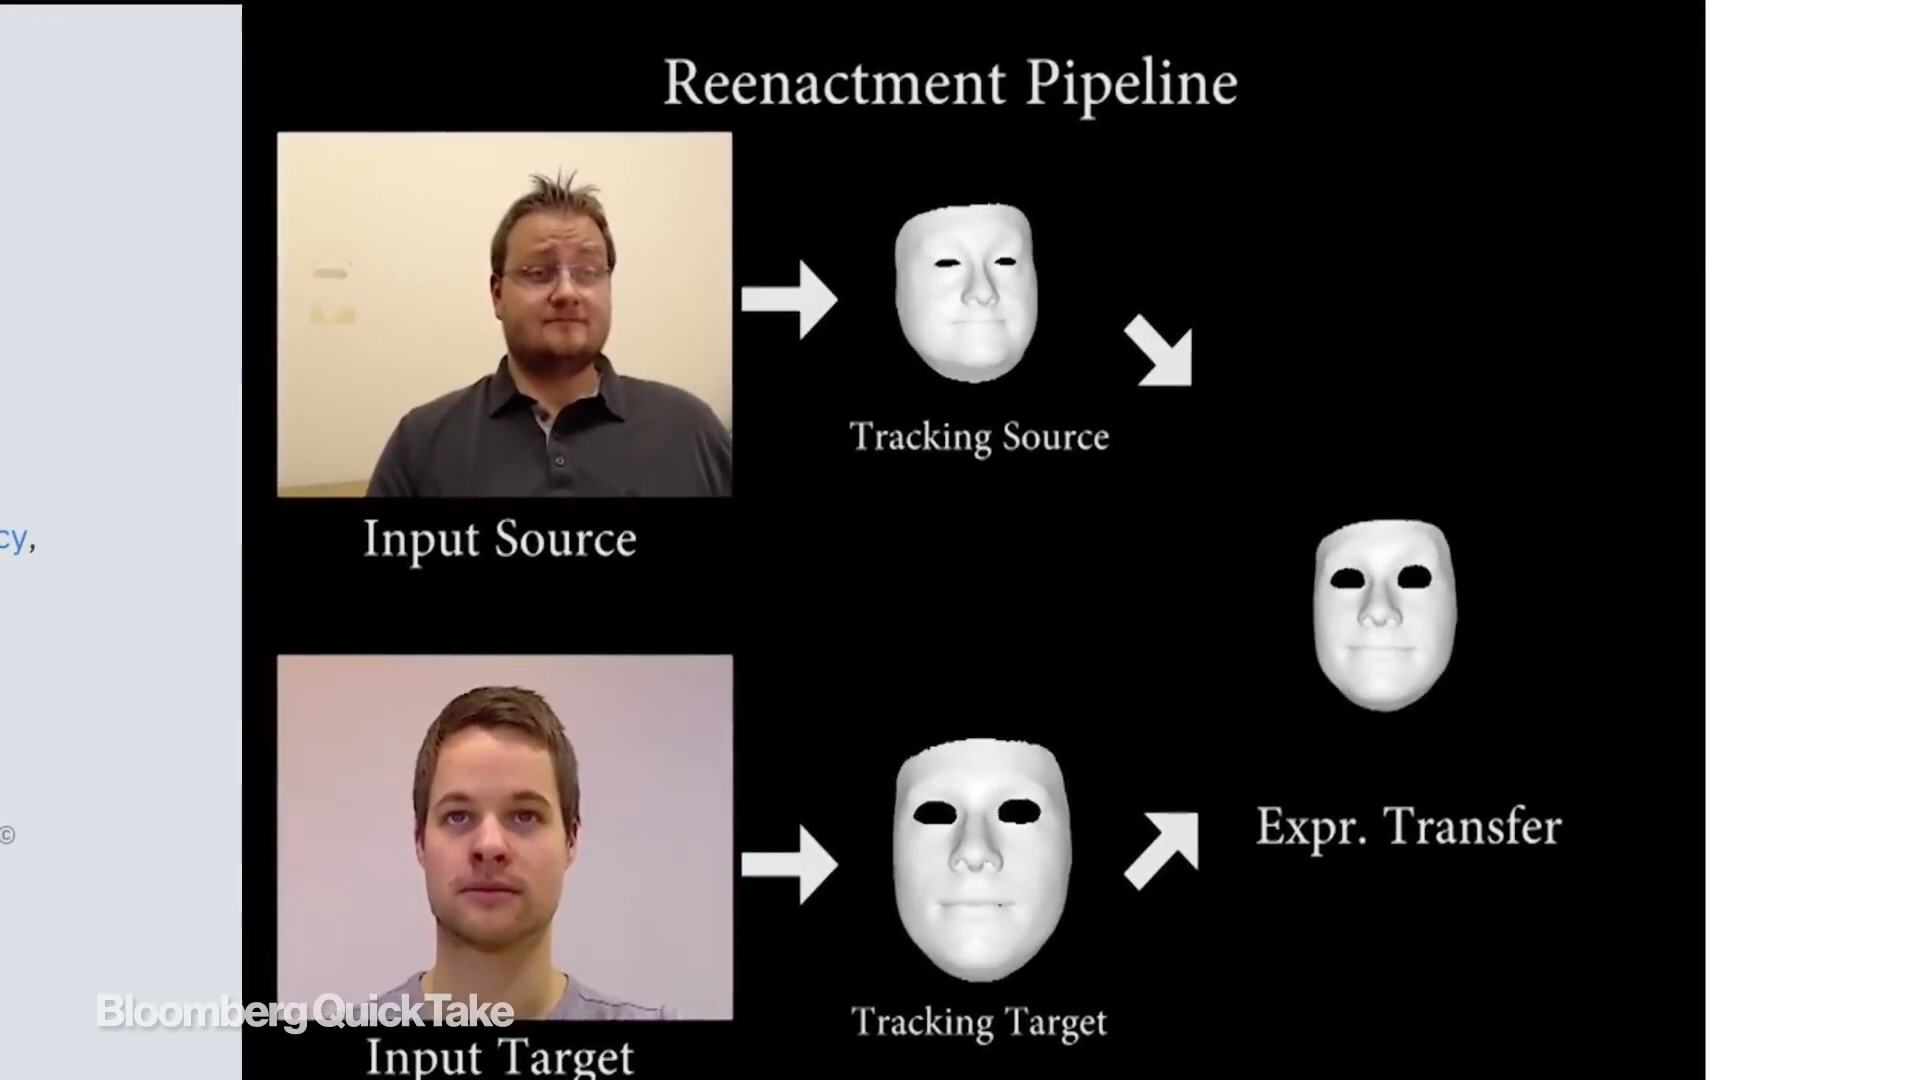 Reenactment Pipeline
Tracking Source
Input Source
cy,
Expr. Transfer
©
Bloomberg QuickTake
Tracking Target
Input Target